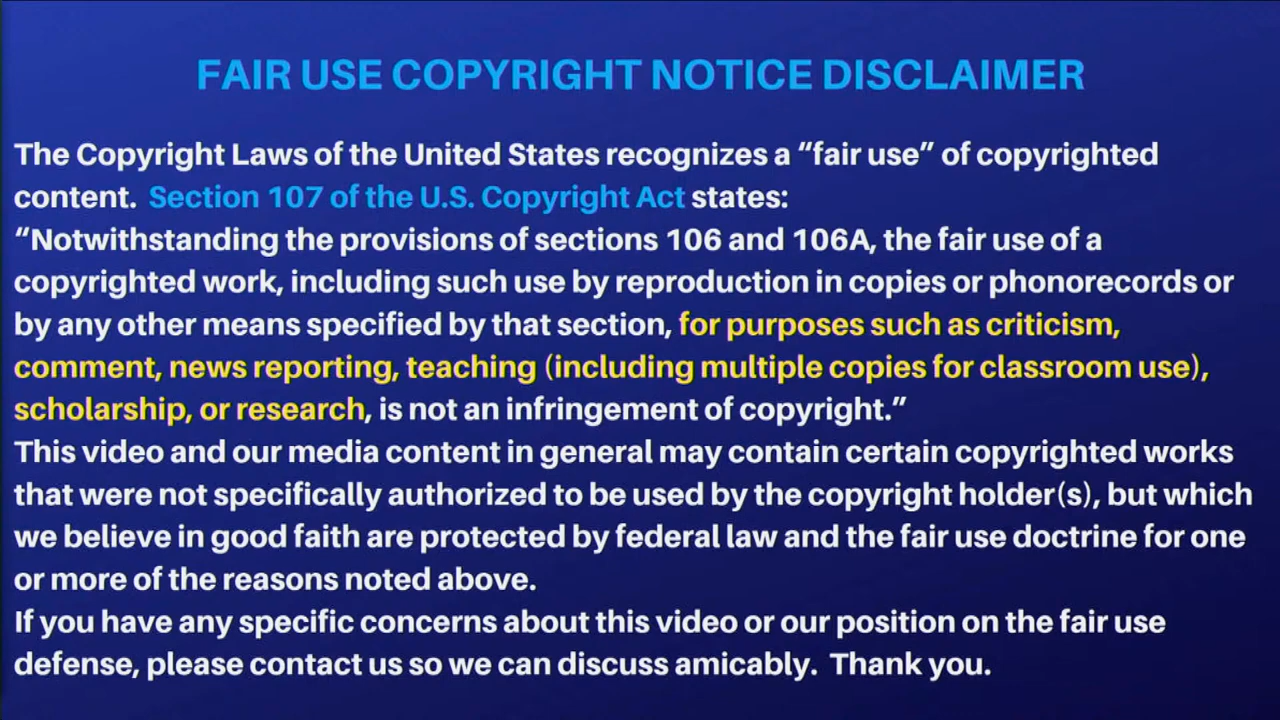 FAIR USE COPYRIGHT NOTICE DISCLAIMER
The Copyright Laws of the United States recognizes a “fair use” of copyrighted
content.  Section 107 of the U.S. Copyright Act states:
“Notwithstanding the provisions of sections 106 and 106A, the fair use of a
copyrighted work, including such use by reproduction in copies or phonorecords or
by any other means specified by that section, for purposes such as criticism,
comment, news reporting, teaching (including multiple copies for classroom use),
scholarship, or research, is not an infringement of copyright.”
This video and our media content in general may contain certain copyrighted works
that were not specifically authorized to be used by the copyright holder(s), but which
we believe in good faith are protected by federal law and the fair use doctrine for one
or more of the reasons noted above.
If you have any specific concerns about this video or our position on the fair use
defense, please contact us so we can discuss amicably.  Thank you.